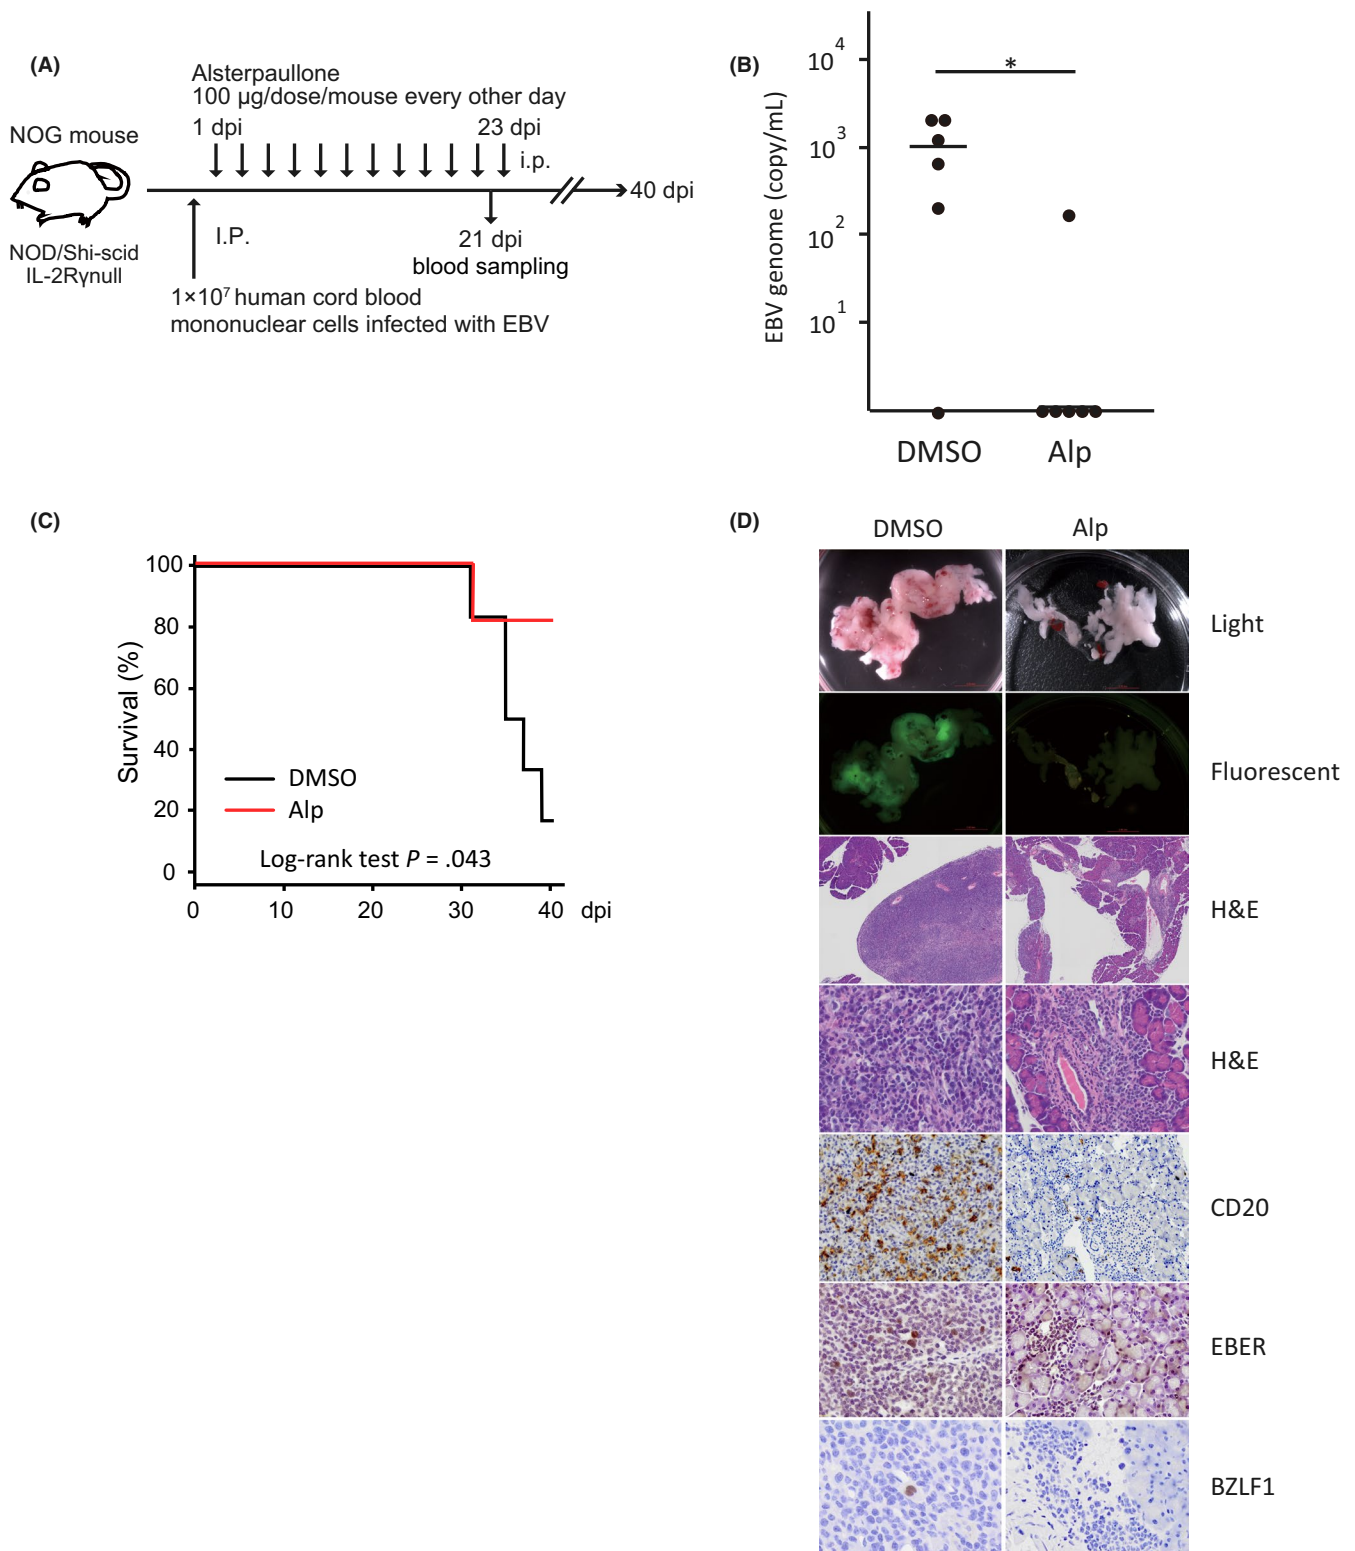 (A)
Alsterpaullone
100 µg/dose/mouse every other day
1 dpi
23 dpi
NOG mouse
i.p.
40 dpi
I.P.
21 dpi
blood sampling
NOD/Shi-scid
IL-2Rγnull
1×10⁷ human cord blood
mononuclear cells infected with EBV
(B)
EBV genome (copy/mL)
10⁴
10³
10²
10¹
*
DMSO
Alp
(C)
Survival (%)
100
80
60
40
20
0
DMSO
Alp
Log-rank test P = .043
0
10
20
30
40
dpi
(D)
DMSO
Alp
Light
Fluorescent
H&E
H&E
CD20
EBER
BZLF1